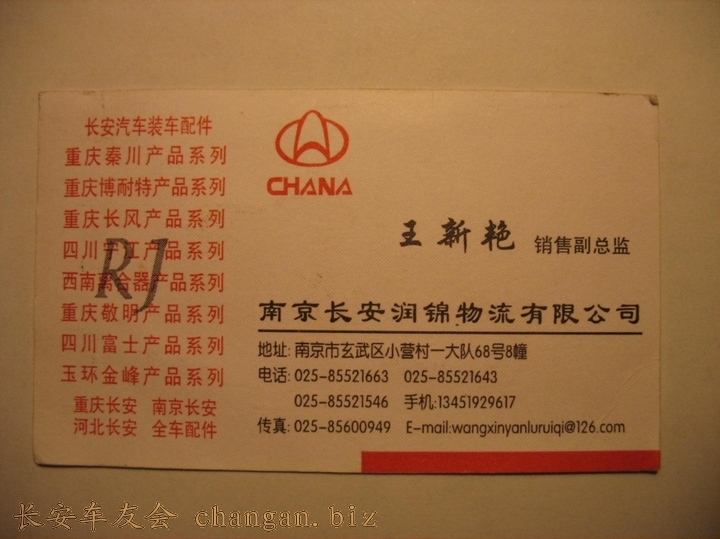 长安汽车装车配件
重庆秦川产品系列
重庆博耐特产品系列
重庆长风产品系列
四川宁江产品系列
西南离合器产品系列
重庆敬明产品系列
四川富士产品系列
玉环金峰产品系列
重庆长安 南京长安
河北长安 全车配件
RJ
CHANA
王新艳 销售副总监
南京长安润锦物流有限公司
地址: 南京市玄武区小营村一大队68号8幢
电话: 025-85521663 025-85521643
025-85521546 手机:13451929617
传真: 025-85600949 E-mail:wangxinyanluruiqi@126.com
长安车友会 changan.biz